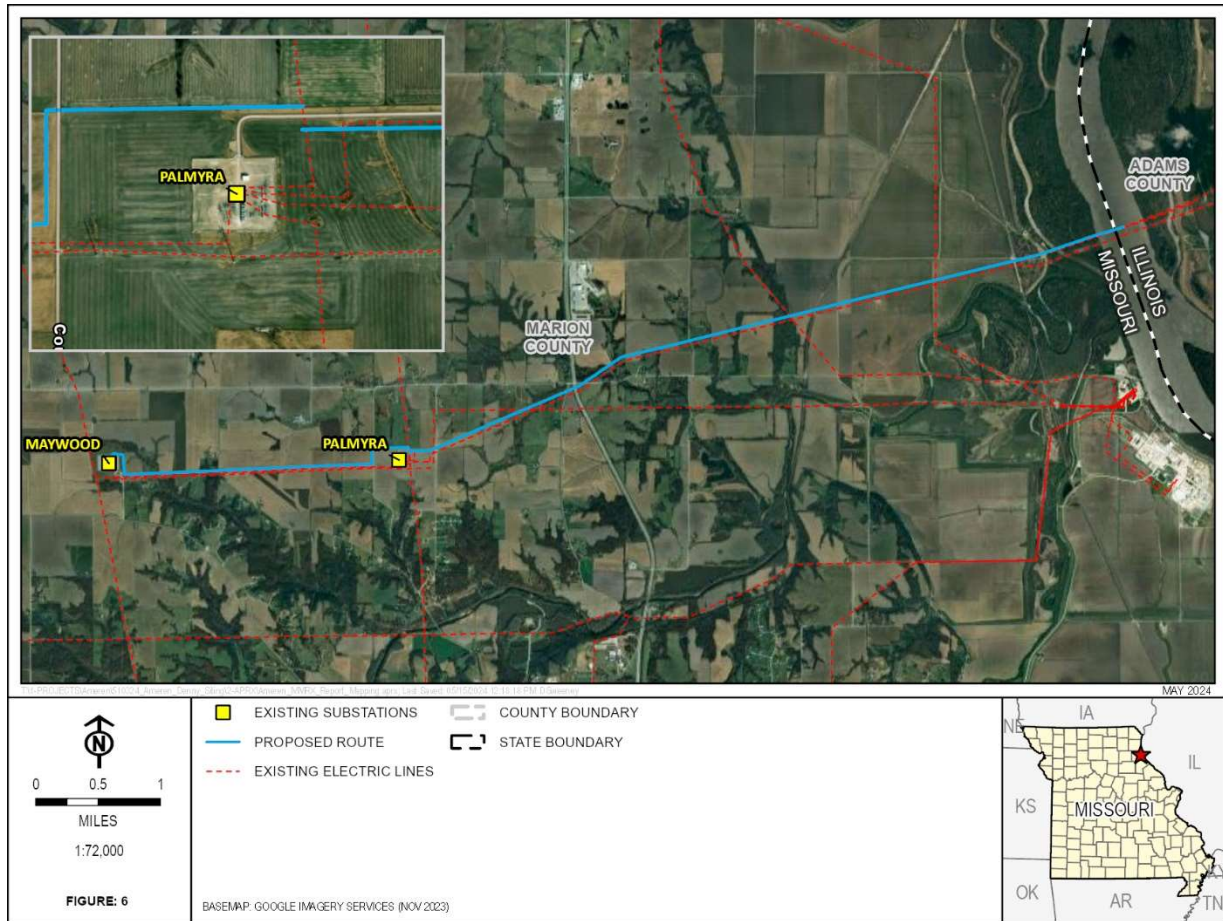 PALMYRA
Co
ADAMS
COUNTY
ILLINOIS
MISSOURI
MARION
COUNTY
MAYWOOD
PALMYRA
MAY 2024
N
0 0.5 1
MILES
1:72,000
FIGURE: 6
EXISTING SUBSTATIONS
PROPOSED ROUTE
EXISTING ELECTRIC LINES
COUNTY BOUNDARY
STATE BOUNDARY
BASEMAP: GOOGLE IMAGERY SERVICES (NOV 2023)
NE
IA
IL
KS
MISSOURI
KY
OK
AR
TN